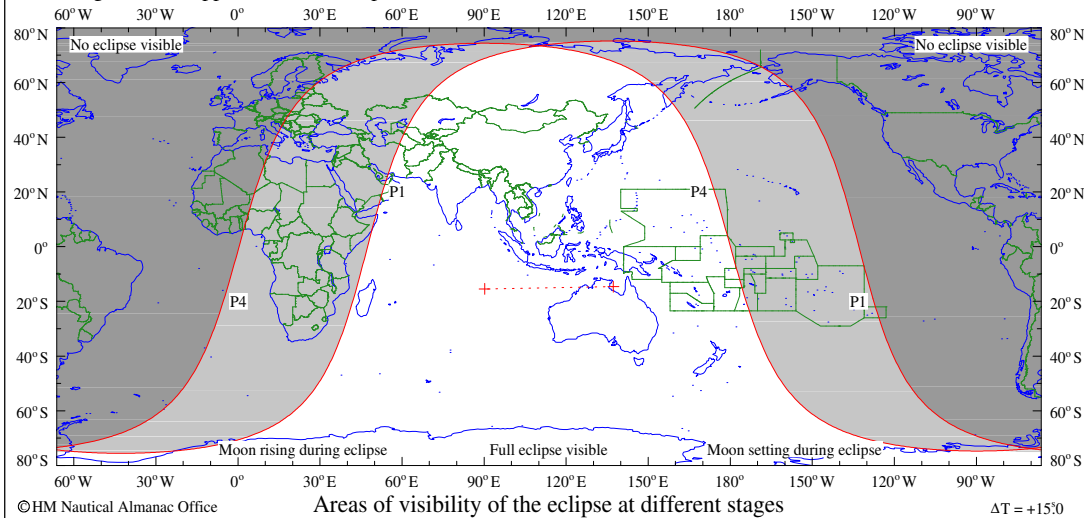 60° W 30° W 0° 30° E 60° E 90° E 120° E 150° E 180° 150° W 120° W 90° W
80° N 80° N
No eclipse visible No eclipse visible
60° N 60° N
40° N 40° N
20° N P1 P4 20° N
0° 0°
20° S P4 P1 20° S
40° S 40° S
60° S 60° S
Moon rising during eclipse Full eclipse visible Moon setting during eclipse
80° S 80° S
60° W 30° W 0° 30° E 60° E 90° E 120° E 150° E 180° 150° W 120° W 90° W
© HM Nautical Almanac Office Areas of visibility of the eclipse at different stages ΔT = +15ˢ.0